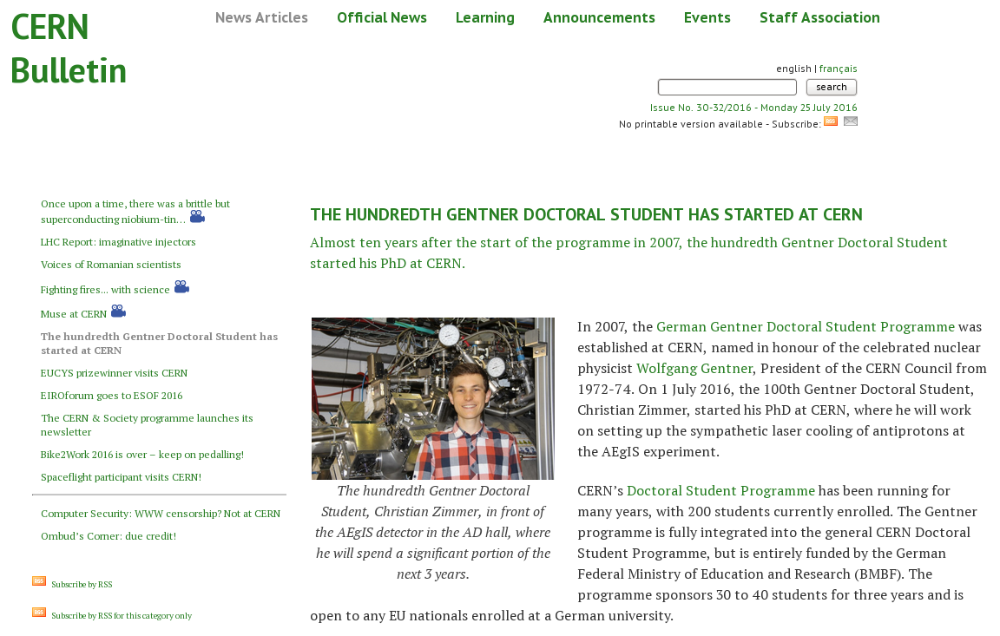 CERN
Bulletin
News Articles Official News Learning Announcements Events Staff Association
english | français
search
Issue No. 30-32/2016 - Monday 25 July 2016
No printable version available - Subscribe: RSS
Once upon a time, there was a brittle but
superconducting niobium-tin…
LHC Report: imaginative injectors
Voices of Romanian scientists
Fighting fires... with science
Muse at CERN
The hundredth Gentner Doctoral Student has
started at CERN
EUCYS prizewinner visits CERN
EIROforum goes to ESOF 2016
The CERN & Society programme launches its
newsletter
Bike2Work 2016 is over – keep on pedalling!
Spaceflight participant visits CERN!
Computer Security: WWW censorship? Not at CERN
Ombud’s Corner: due credit!
RSS Subscribe by RSS
RSS Subscribe by RSS for this category only
THE HUNDREDTH GENTNER DOCTORAL STUDENT HAS STARTED AT CERN
Almost ten years after the start of the programme in 2007, the hundredth Gentner Doctoral Student
started his PhD at CERN.
The hundredth Gentner Doctoral
Student, Christian Zimmer, in front of
the AEgIS detector in the AD hall, where
he will spend a significant portion of the
next 3 years.
In 2007, the German Gentner Doctoral Student Programme was
established at CERN, named in honour of the celebrated nuclear
physicist Wolfgang Gentner, President of the CERN Council from
1972-74. On 1 July 2016, the 100th Gentner Doctoral Student,
Christian Zimmer, started his PhD at CERN, where he will work
on setting up the sympathetic laser cooling of antiprotons at
the AEgIS experiment.
CERN’s Doctoral Student Programme has been running for
many years, with 200 students currently enrolled. The Gentner
programme is fully integrated into the general CERN Doctoral
Student Programme, but is entirely funded by the German
Federal Ministry of Education and Research (BMBF). The
programme sponsors 30 to 40 students for three years and is
open to any EU nationals enrolled at a German university.